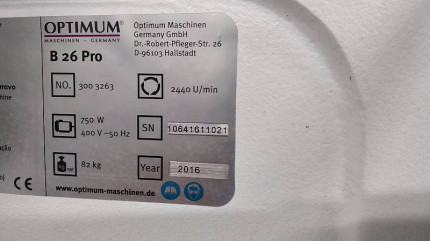 OPTIMUM®
MASCHINEN - GERMANY
Optimum Maschinen
Germany GmbH
Dr.-Robert-Pfleger-Str. 26
D-96103 Hallstadt
B 26 Pro
NO. 300 3263
2440 U/min
750 W
400 V ~50 Hz
SN 10641611021
82 kg
Year 2016
www.optimum-maschinen.de
CE